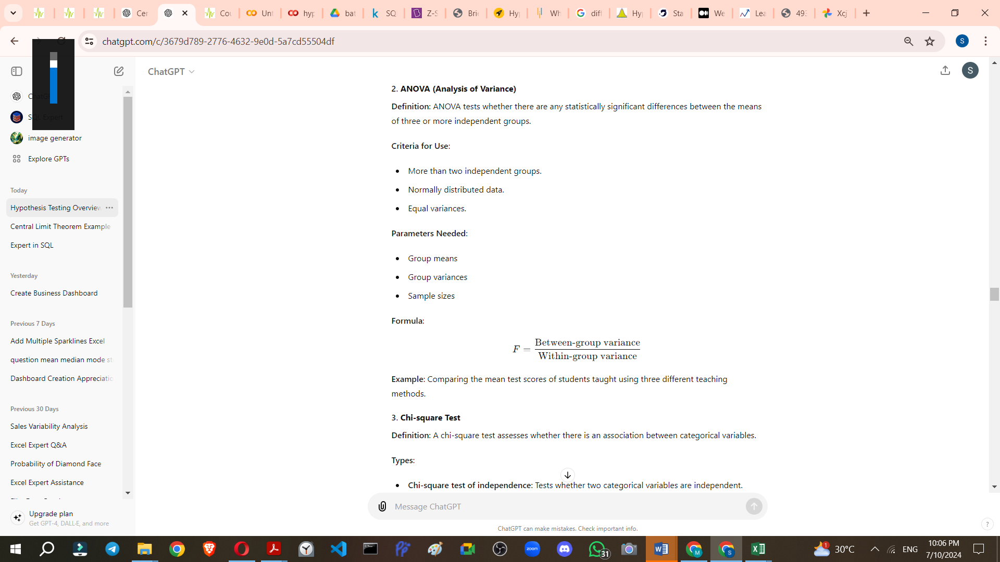 Cer
Cou
Unt
hyp
bat
SQ
Z-S
Brie
Hy
Wh
diff
Hy
Sta
We
Lea
493
Xcj
chatgpt.com/c/3679d789-2776-4632-9e0d-5a7cd55504df
S
ChatGPT
S
ChatG
SQL Expert
image generator
Explore GPTs
Today
Hypothesis Testing Overview
Central Limit Theorem Example
Expert in SQL
Yesterday
Create Business Dashboard
Previous 7 Days
Add Multiple Sparklines Excel
question mean median mode st
Dashboard Creation Appreciatio
Previous 30 Days
Sales Variability Analysis
Excel Expert Q&A
Probability of Diamond Face
Excel Expert Assistance
Upgrade plan
Get GPT-4, DALL·E, and more
2. ANOVA (Analysis of Variance)
Definition: ANOVA tests whether there are any statistically significant differences between the means
of three or more independent groups.
Criteria for Use:
• More than two independent groups.
• Normally distributed data.
• Equal variances.
Parameters Needed:
• Group means
• Group variances
• Sample sizes
Formula:
F = Between-group variance
Within-group variance
Example: Comparing the mean test scores of students taught using three different teaching
methods.
3. Chi-square Test
Definition: A chi-square test assesses whether there is an association between categorical variables.
Types:
• Chi-square test of independence: Tests whether two categorical variables are independent.
Message ChatGPT
ChatGPT can make mistakes. Check important info.
?
zoom
31
M
S
30°C
ENG
10:06 PM
7/10/2024